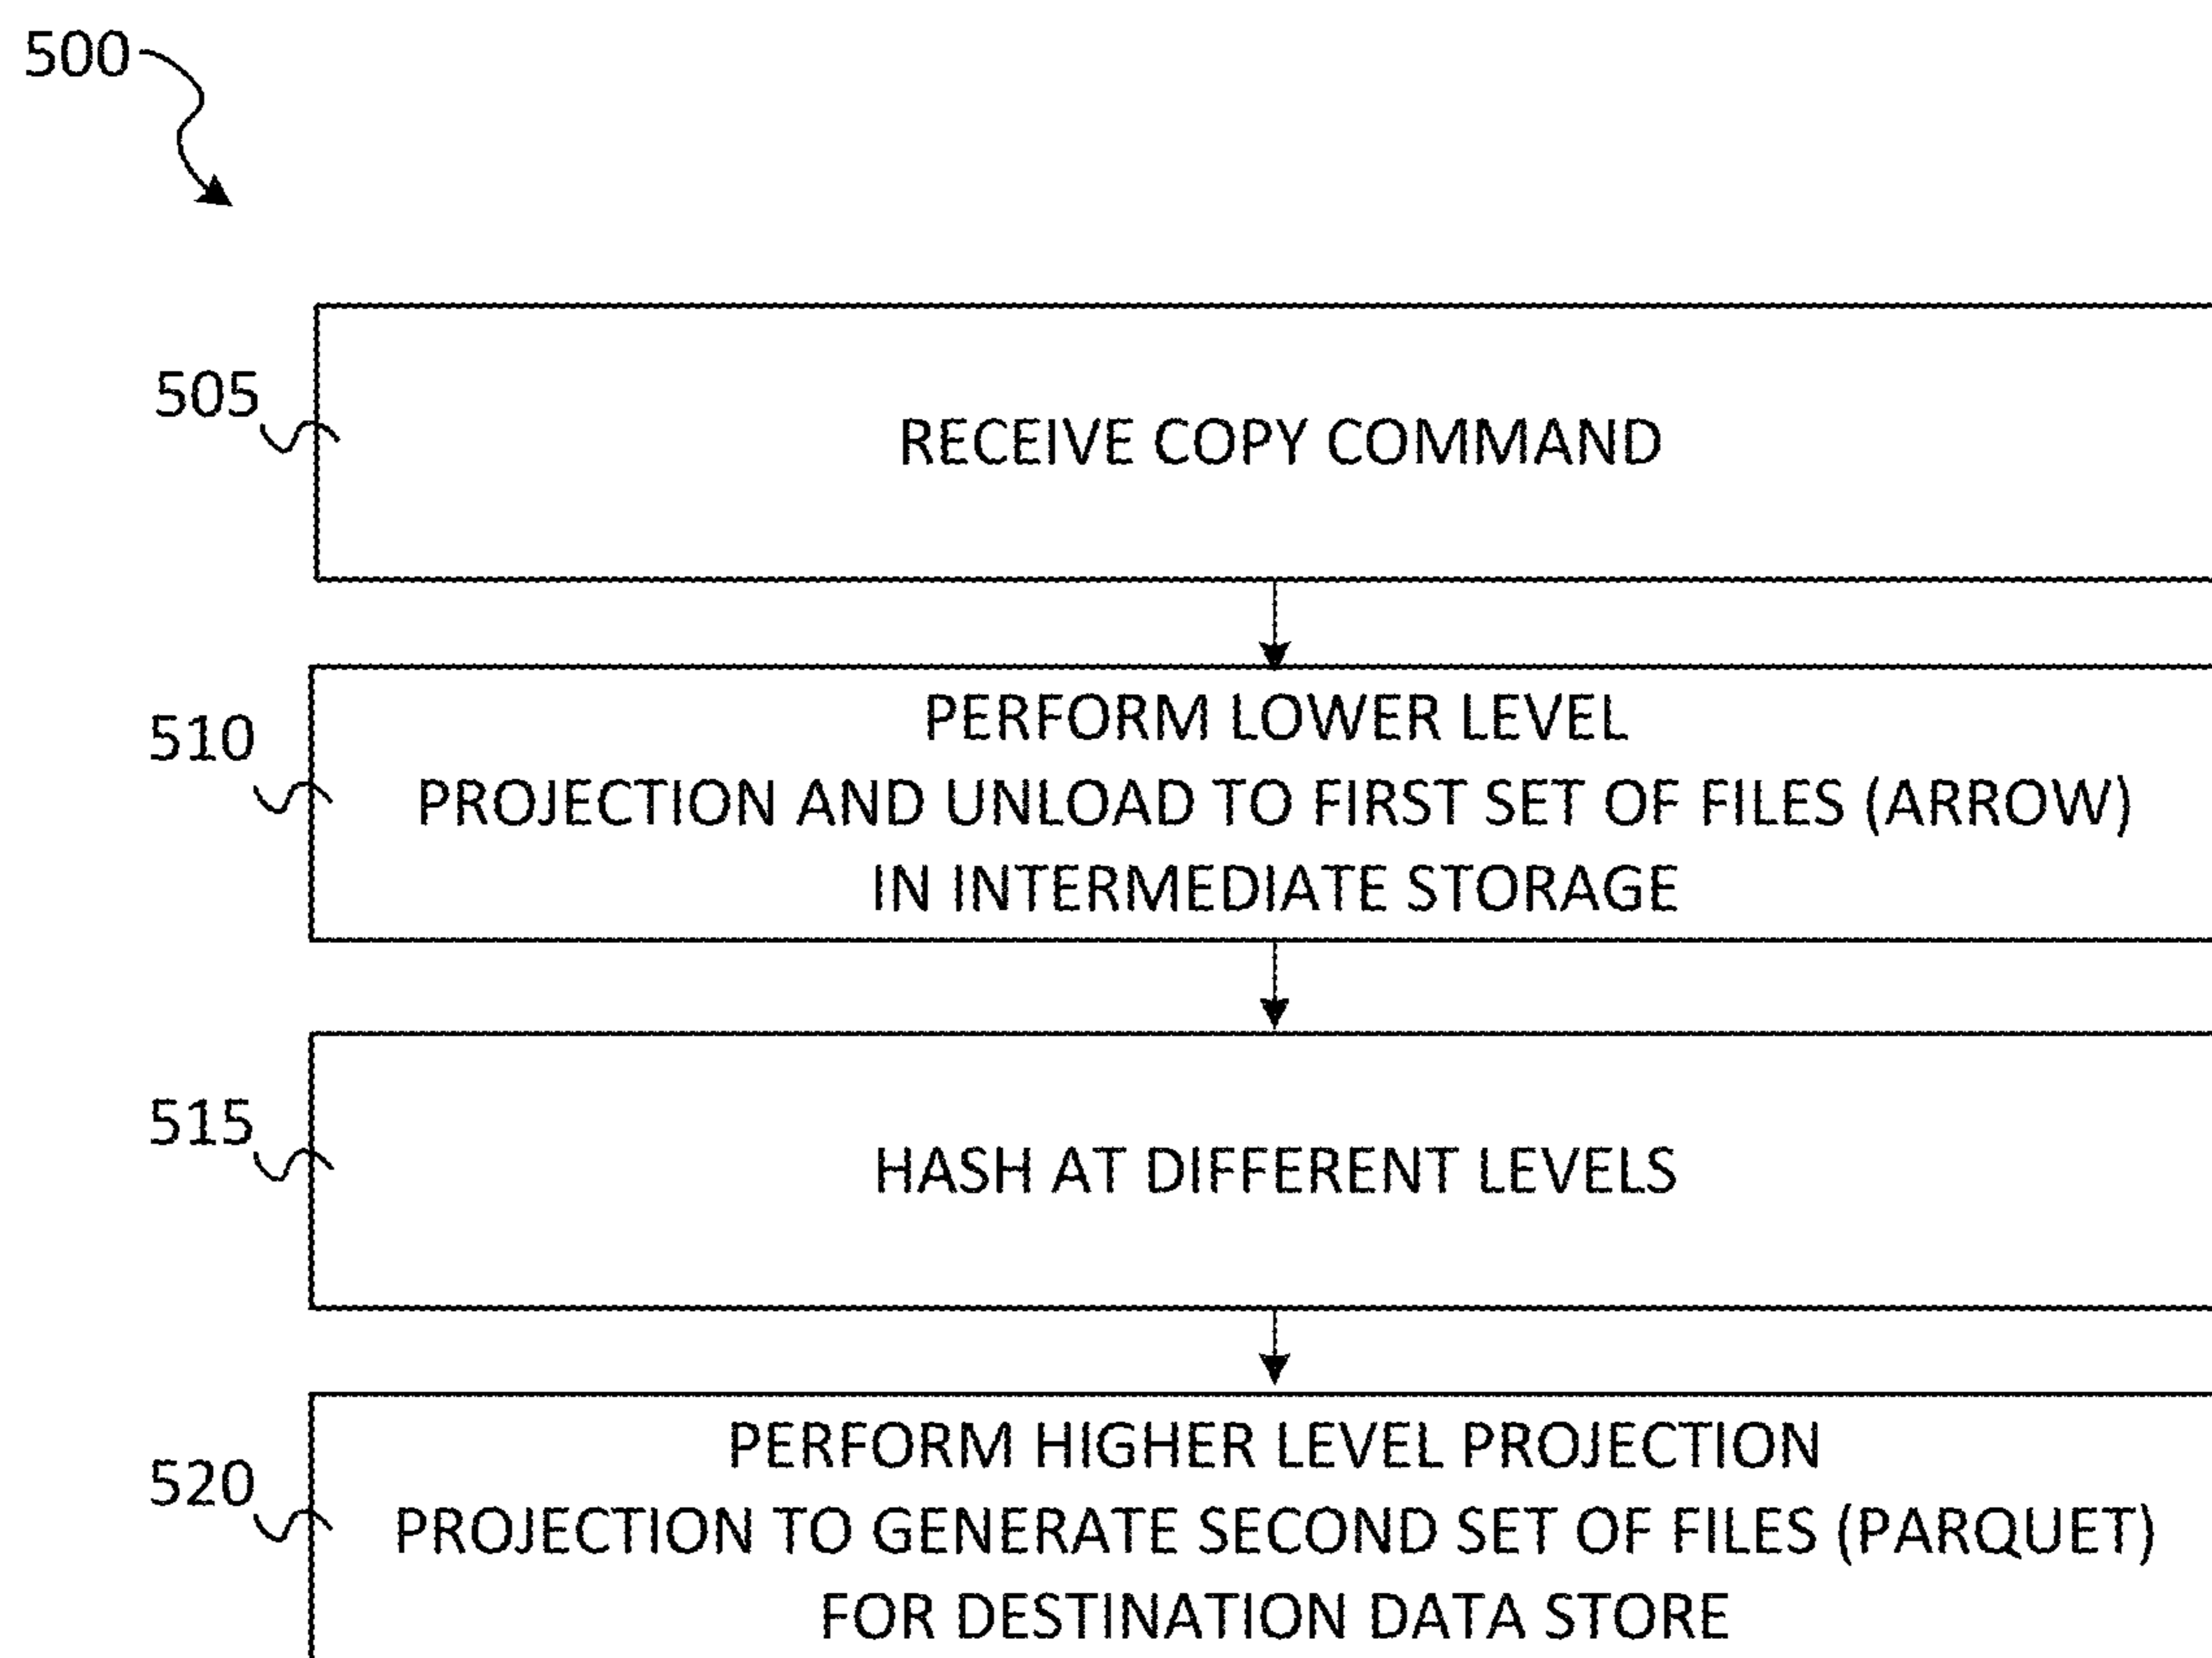 500
505
RECEIVE COPY COMMAND
510
PERFORM LOWER LEVEL
PROJECTION AND UNLOAD TO FIRST SET OF FILES (ARROW)
IN INTERMEDIATE STORAGE
515
HASH AT DIFFERENT LEVELS
520
PERFORM HIGHER LEVEL PROJECTION
PROJECTION TO GENERATE SECOND SET OF FILES (PARQUET)
FOR DESTINATION DATA STORE